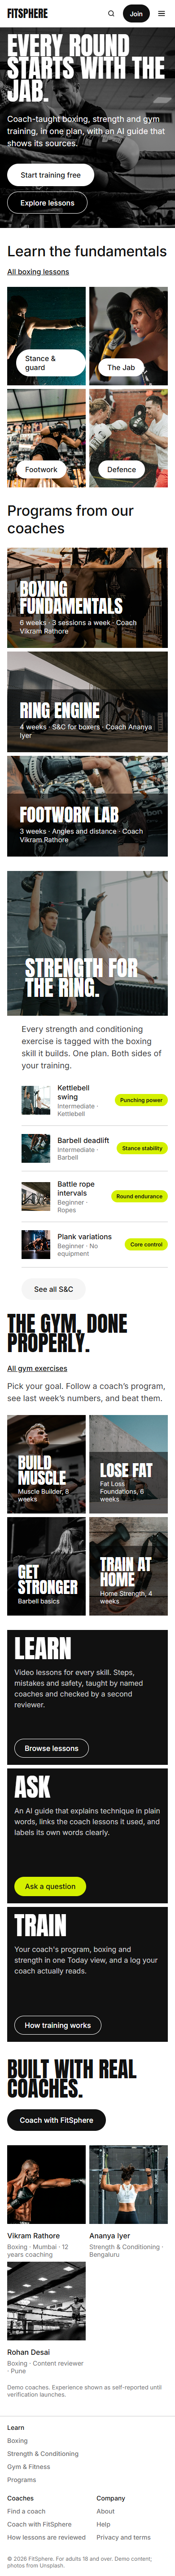 FITSPHERE
Join
EVERY ROUND
STARTS WITH THE
JAB.
Coach-taught boxing, strength and gym
training, in one plan, with an AI guide that
shows its sources.
Start training free
Explore lessons
Learn the fundamentals
All boxing lessons
Stance &
guard
The Jab
Footwork
Defence
Programs from our
coaches
BOXING
FUNDAMENTALS
6 weeks · 3 sessions a week · Coach
Vikram Rathore
RING ENGINE
4 weeks · S&C for boxers · Coach Ananya
Iyer
FOOTWORK LAB
3 weeks · Angles and distance · Coach
Vikram Rathore
STRENGTH FOR
THE RING.
Every strength and conditioning
exercise is tagged with the boxing
skill it builds. One plan. Both sides of
your training.
Kettlebell
swing
Intermediate ·
Kettlebell
Punching power
Barbell deadlift
Intermediate ·
Barbell
Stance stability
Battle rope
intervals
Beginner ·
Ropes
Round endurance
Plank variations
Beginner · No
equipment
Core control
See all S&C
THE GYM, DONE
PROPERLY.
All gym exercises
Pick your goal. Follow a coach's program,
see last week's numbers, and beat them.
BUILD
MUSCLE
Muscle Builder, 8
weeks
LOSE FAT
Fat Loss
Foundations, 6
weeks
GET
STRONGER
Barbell basics
TRAIN AT
HOME
Home Strength, 4
weeks
LEARN
Video lessons for every skill. Steps,
mistakes and safety, taught by named
coaches and checked by a second
reviewer.
Browse lessons
ASK
An AI guide that explains technique in plain
words, links the coach lessons it used, and
labels its own words clearly.
Ask a question
TRAIN
Your coach's program, boxing and
strength in one Today view, and a log your
coach actually reads.
How training works
BUILT WITH REAL
COACHES.
Coach with FitSphere
Vikram Rathore
Boxing · Mumbai · 12
years coaching
Ananya Iyer
Strength & Conditioning ·
Bengaluru
Rohan Desai
Boxing · Content reviewer
· Pune
Demo coaches. Experience shown as self-reported until
verification launches.
Learn
Boxing
Strength & Conditioning
Gym & Fitness
Programs
Coaches
Find a coach
Coach with FitSphere
How lessons are reviewed
Company
About
Help
Privacy and terms
© 2026 FitSphere. For adults 18 and over. Demo content;
photos from Unsplash.